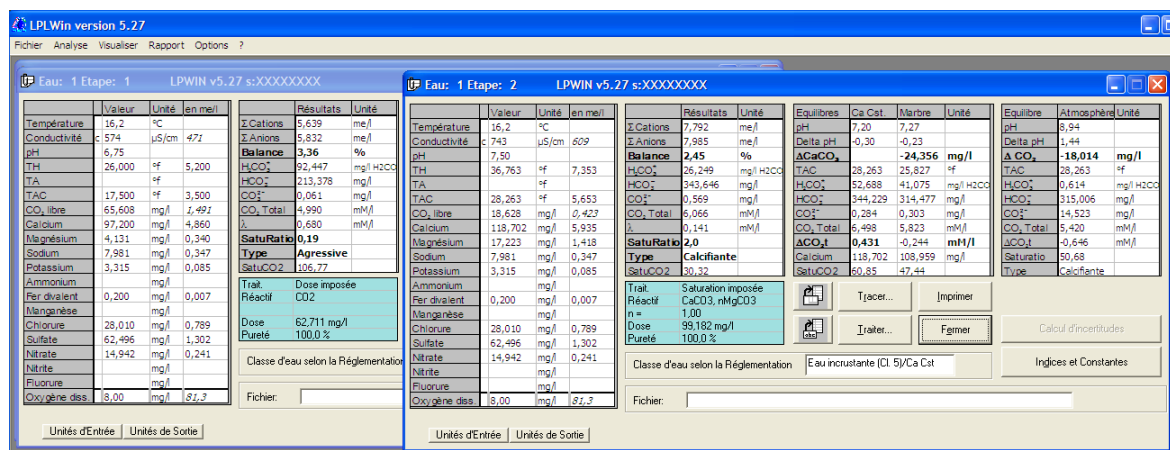 LPLWin version 5.27
Fichier Analyse Visualiser Rapport Options ?
Eau: 1 Etape: 1 LPWIN v5.27 s:XXXXXXXX
Valeur Unité en me/l Résultats Unité
Température 16,2 °C ΣCations 5,639 me/l
Conductivité c 574 µS/cm 471 ΣAnions 5,832 me/l
pH 6,75 Balance 3,36 %
TH 26,000 °f 5,200 H₂CO₃* 92,447 mg/l H2CO
TA °f HCO₃⁻ 213,378 mg/l
TAC 17,500 °f 3,500 CO₃²⁻ 0,061 mg/l
CO₂ libre 65,608 mg/l 1,491 CO₂ Total 4,990 mM/l
Calcium 97,200 mg/l 4,860 λ 0,680 mM/l
Magnésium 4,131 mg/l 0,340 SatuRatio 0,19
Sodium 7,981 mg/l 0,347 Type Agressive
Potassium 3,315 mg/l 0,085 SatuCO2 106,77
Ammonium mg/l Trait. Dose imposée
Fer divalent 0,200 mg/l 0,007 Réactif CO2
Manganèse mg/l
Chlorure 28,010 mg/l 0,789 Dose 62,711 mg/l
Sulfate 62,496 mg/l 1,302 Pureté 100,0 %
Nitrate 14,942 mg/l 0,241
Nitrite mg/l Classe d'eau selon la Réglementation
Fluorure mg/l
Oxygène diss. 8,00 mg/l 81,3 Fichier:
Unités d'Entrée Unités de Sortie
Eau: 1 Etape: 2 LPWIN v5.27 s:XXXXXXXX
Valeur Unité en me/l Résultats Unité Equilibres Ca Cst. Marbre Unité Equilibre Atmosphère Unité
Température 16,2 °C ΣCations 7,792 me/l pH 7,20 7,27 pH 8,94
Conductivité c 743 µS/cm 609 ΣAnions 7,985 me/l Delta pH -0,30 -0,23 Delta pH 1,44
pH 7,50 Balance 2,45 % ΔCaCO₃ -24,356 mg/l Δ CO₂ -18,014 mg/l
TH 36,763 °f 7,353 H₂CO₃* 26,249 mg/l H2CO TAC 28,263 25,827 °f TAC 28,263 °f
TA °f HCO₃⁻ 343,646 mg/l H₂CO₃* 52,688 41,075 mg/l H2CO H₂CO₃* 0,614 mg/l H2CO
TAC 28,263 °f 5,653 CO₃²⁻ 0,569 mg/l HCO₃⁻ 344,229 314,477 mg/l HCO₃⁻ 315,006 mg/l
CO₂ libre 18,628 mg/l 0,423 CO₂ Total 6,066 mM/l CO₃²⁻ 0,284 0,303 mg/l CO₃²⁻ 14,523 mg/l
Calcium 118,702 mg/l 5,935 λ 0,141 mM/l CO₂ Total 6,496 5,823 mM/l CO₂ Total 5,420 mM/l
Magnésium 17,223 mg/l 1,418 SatuRatio 2,0 ΔCO₂t 0,431 -0,244 mM/l ΔCO₂t -0,646 mM/l
Sodium 7,981 mg/l 0,347 Type Calcifiante Calcium 118,702 108,959 mg/l Saturatio 50,68
Potassium 3,315 mg/l 0,085 SatuCO2 30,32 SatuCO2 60,85 47,44 Type Calcifiante
Ammonium mg/l Trait. Saturation imposée
Fer divalent 0,200 mg/l 0,007 Réactif CaCO3, nMgCO3 Tracer... Imprimer
Manganèse mg/l n = 1,00
Chlorure 28,010 mg/l 0,789 Dose 99,182 mg/l
Sulfate 62,496 mg/l 1,302 Pureté 100,0 % Traiter... Fermer Calcul d'incertitudes
Nitrate 14,942 mg/l 0,241
Nitrite mg/l Classe d'eau selon la Réglementation Eau incrustante (Cl. 5)/Ca Cst Indices et Constantes
Fluorure mg/l
Oxygène diss. 8,00 mg/l 81,3 Fichier:
Unités d'Entrée Unités de Sortie